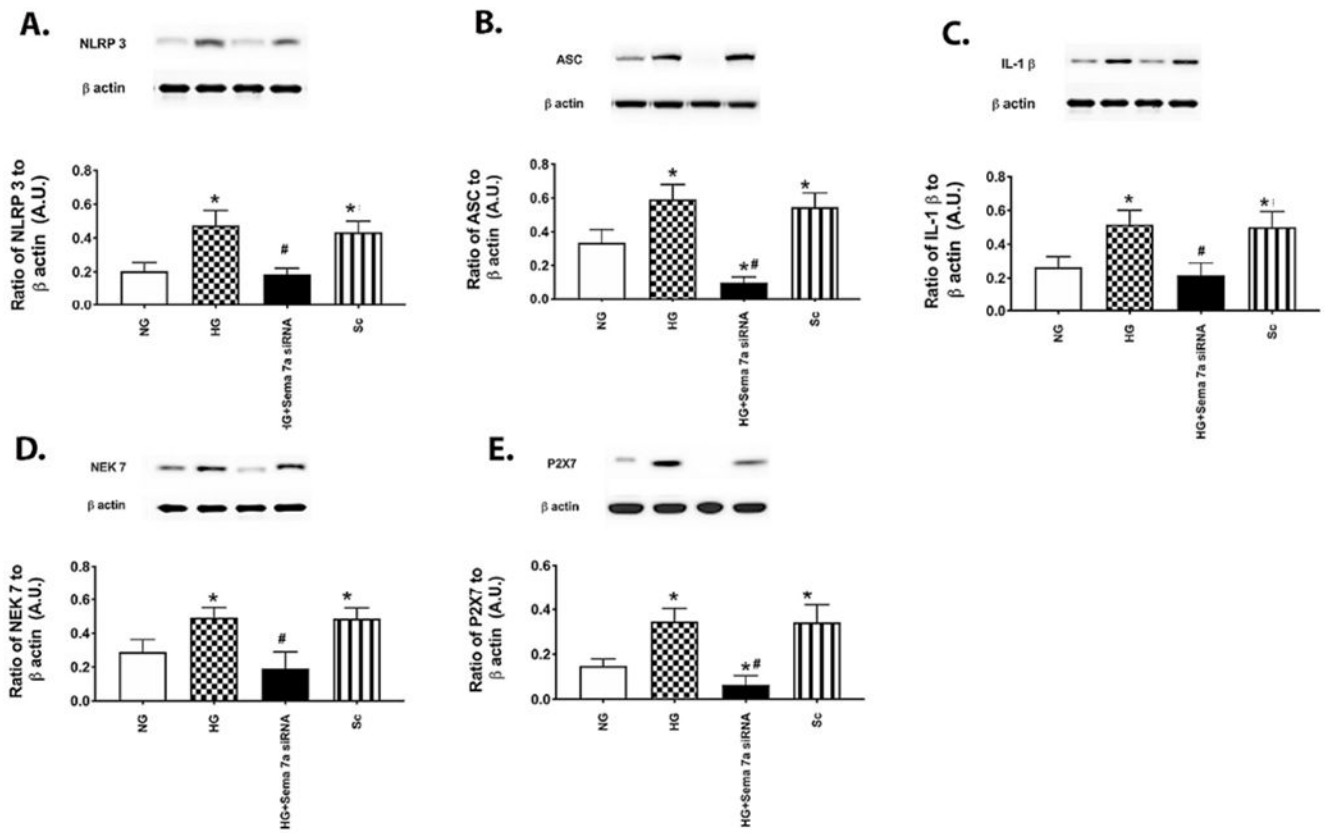 A.
NLRP 3
β actin
Ratio of NLRP 3 to
β actin (A.U.)
0.8
0.6
0.4
0.2
0.0
*
#
*
NG
HG
HG+Sema 7a siRNA
Sc
B.
ASC
β actin
Ratio of ASC to
β actin (A.U.)
0.8
0.6
0.4
0.2
0.0
*
*#
*
NG
HG
HG+Sema 7a siRNA
Sc
C.
IL-1 β
β actin
Ratio of IL-1 β to
β actin (A.U.)
0.8
0.6
0.4
0.2
0.0
*
#
*
NG
HG
HG+Sema 7a siRNA
Sc
D.
NEK 7
β actin
Ratio of NEK 7 to
β actin (A.U.)
0.8
0.6
0.4
0.2
0.0
*
#
*
NG
HG
HG+Sema 7a siRNA
Sc
E.
P2X7
β actin
Ratio of P2X7 to
β actin (A.U.)
0.6
0.4
0.2
0.0
*
*#
*
NG
HG
HG+Sema 7a siRNA
Sc